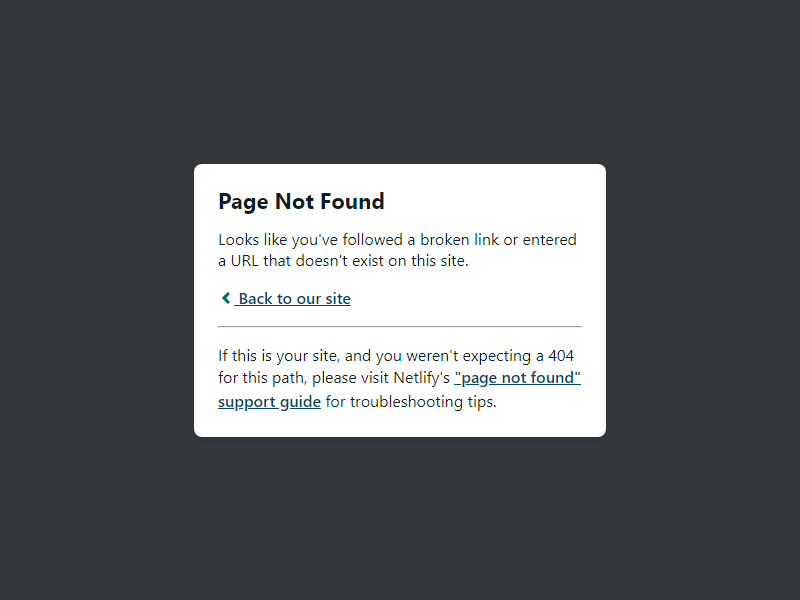 Page Not Found
Looks like you've followed a broken link or entered
a URL that doesn't exist on this site.
Back to our site
If this is your site, and you weren't expecting a 404
for this path, please visit Netlify's "page not found"
support guide for troubleshooting tips.